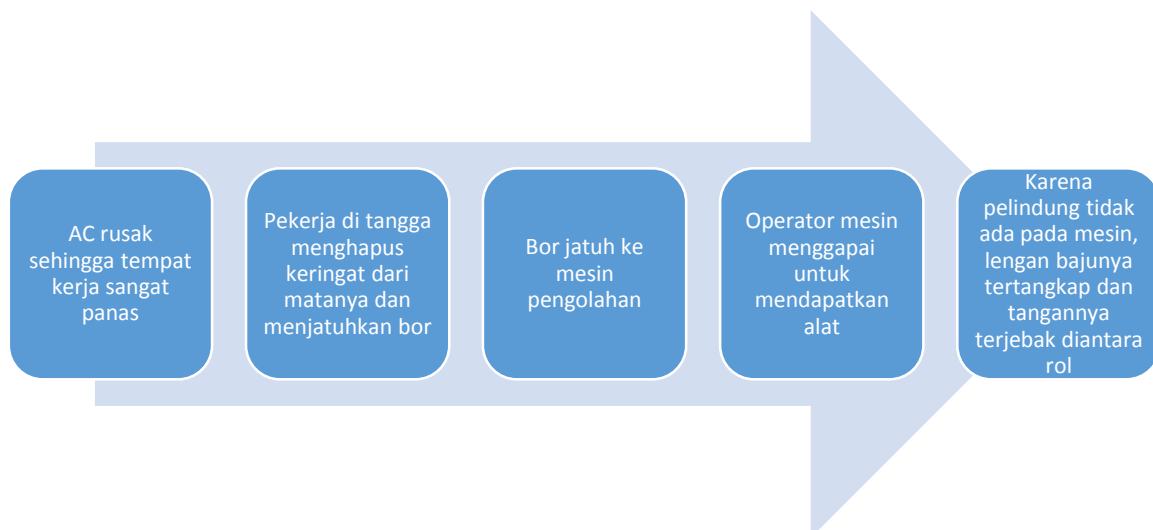 AC rusak
sehingga tempat
kerja sangat
panas
Pekerja di tangga
menghapus
keringat dari
matanya dan
menjatuhkan bor
Bor jatuh ke
mesin
pengolahan
Operator mesin
menggapai
untuk
mendapatkan
alat
Karena
pelindung tidak
ada pada mesin,
lengan bajunya
tertangkap dan
tangannya
terjebak diantara
rol